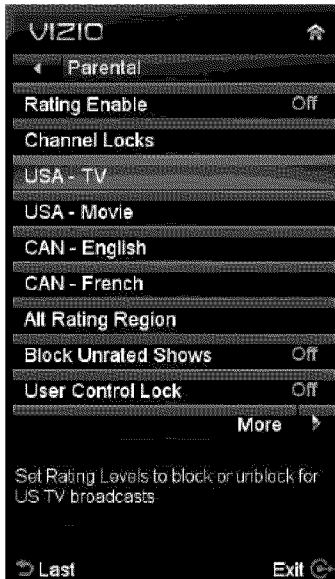 VIZIO
Parental
Rating Enable Off
Channel Locks
USA - TV
USA - Movie
CAN - English
CAN - French
Alt Rating Region
Block Unrated Shows Off
User Control Lock Off
More
Set Rating Levels to block or unblock for
US TV broadcasts
Last Exit